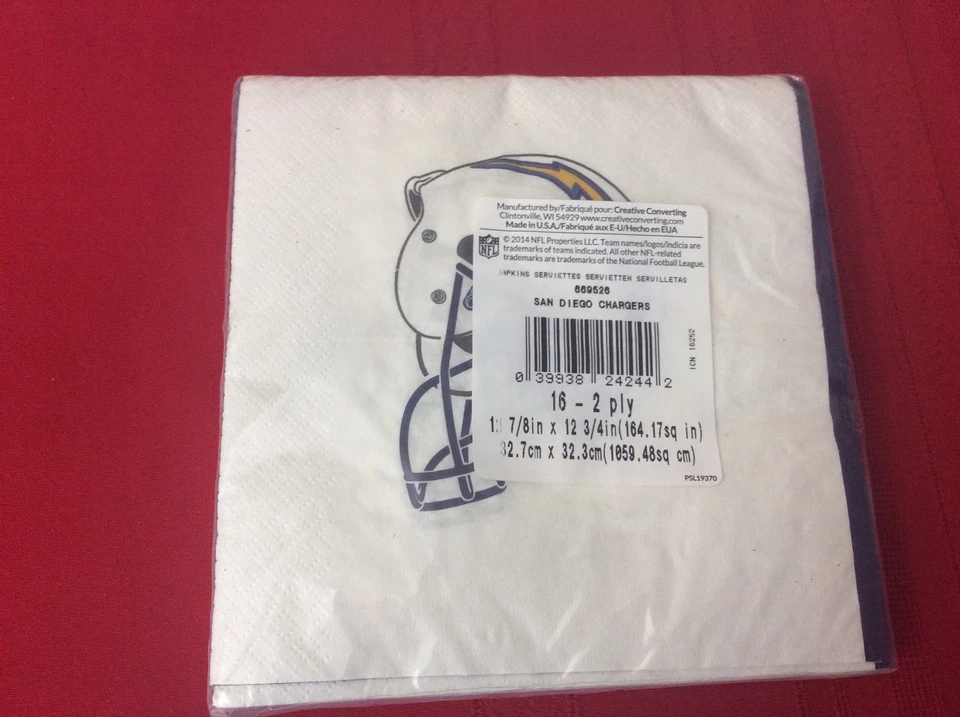 Manufactured by/Fabriqué pour: Creative Converting
Clintonville, WI 54929 www.creativeconverting.com
Made in U.S.A./Fabriqué aux E-U/Hecho en EUA
NFL
© 2014 NFL Properties LLC. Team names/logos/indicia are
trademarks of teams indicated. All other NFL-related
trademarks are trademarks of the National Football League.
SERVIETTES SERVIETTEN SERVILLETAS
669526
SAN DIEGO CHARGERS
ICN 16252
0 39938 24244 2
16 - 2 ply
7/8in x 12 3/4in(164.17sq in)
32.7cm x 32.3cm(1059.48sq cm)
PSL19370